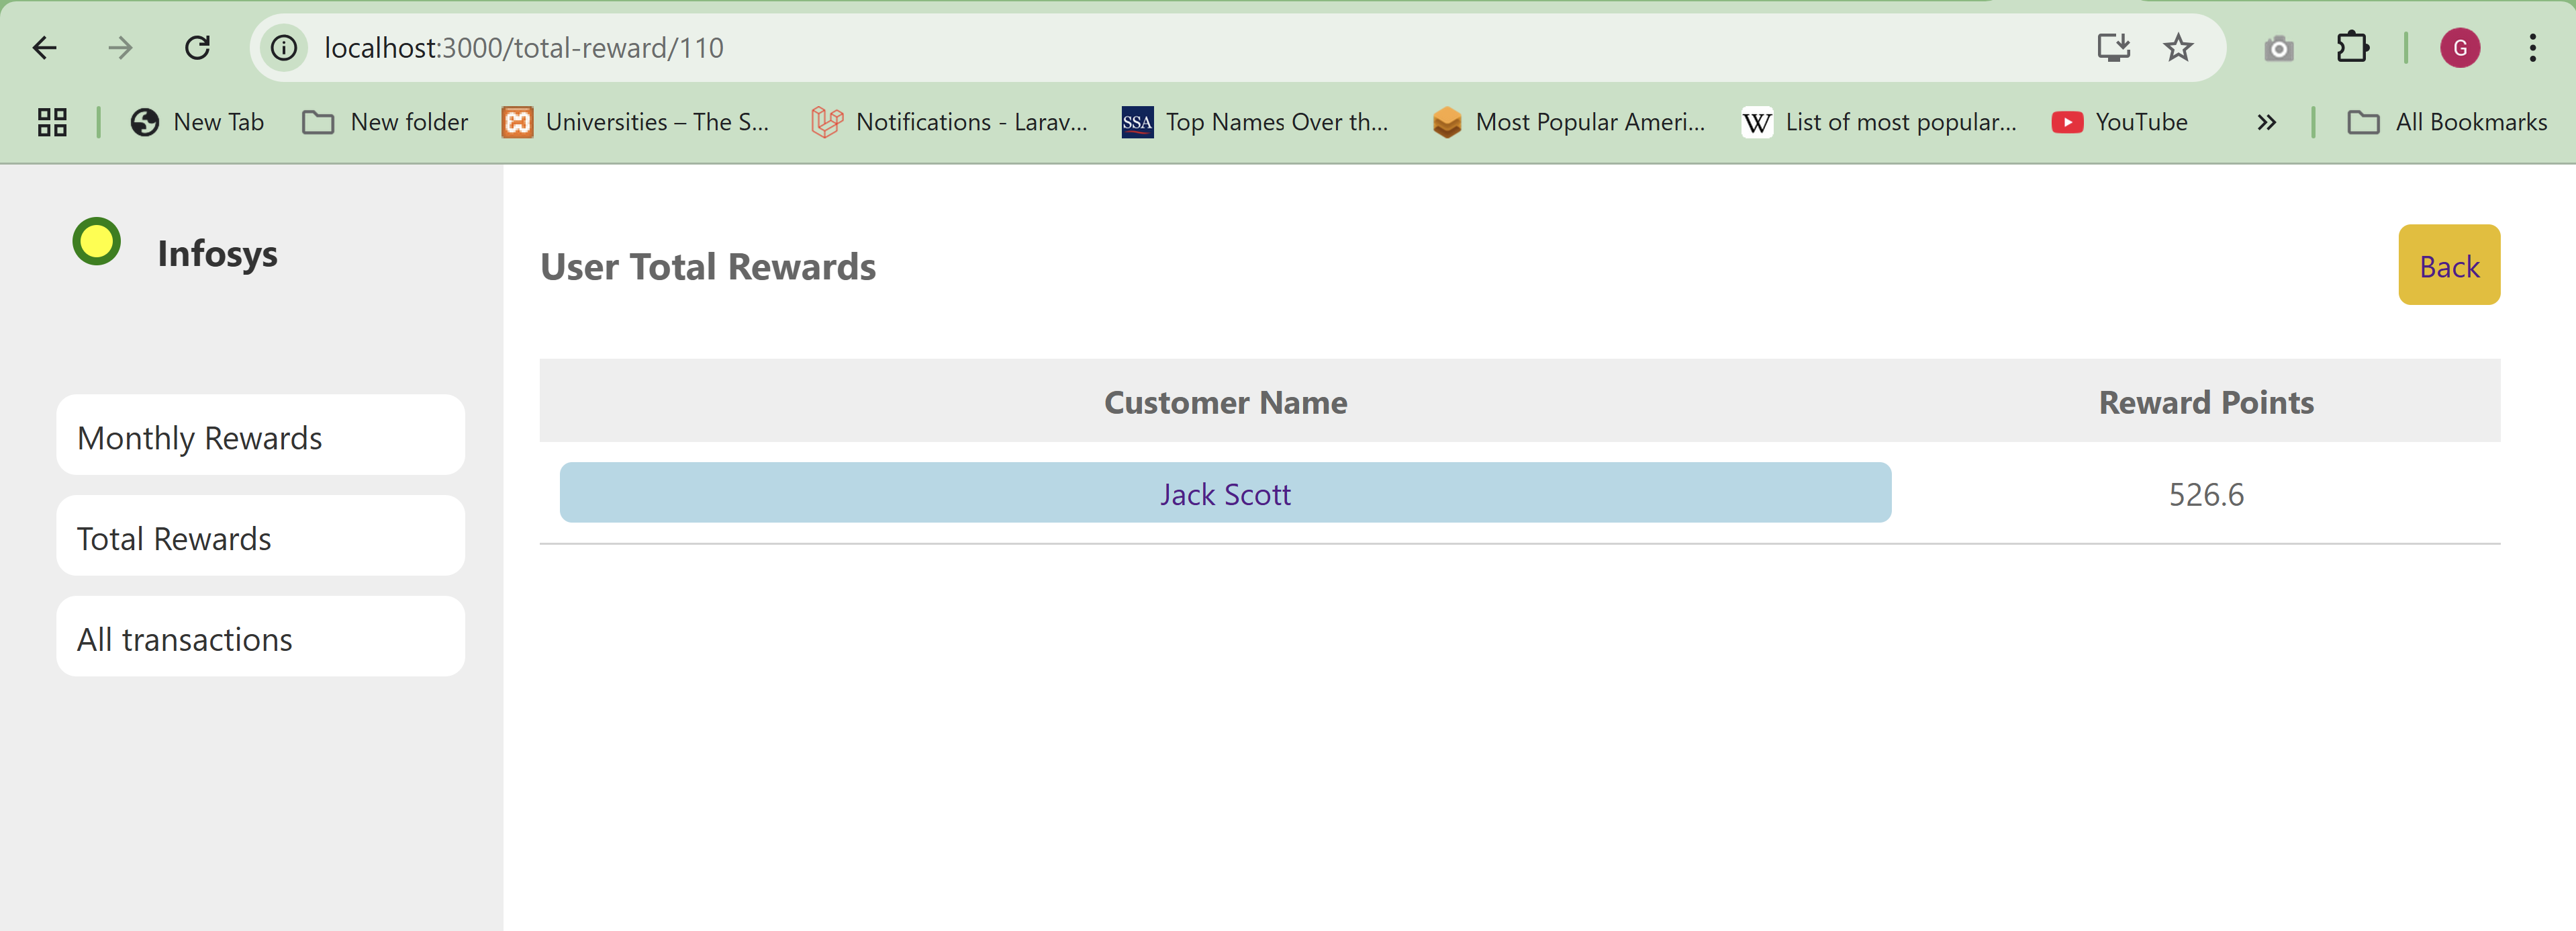 localhost:3000/total-reward/110
G
New Tab New folder Universities – The S... Notifications - Larav... SSA Top Names Over th... Most Popular Ameri... W List of most popular... YouTube » All Bookmarks
Infosys
User Total Rewards
Back
Monthly Rewards
Total Rewards
All transactions
Customer Name Reward Points
Jack Scott 526.6